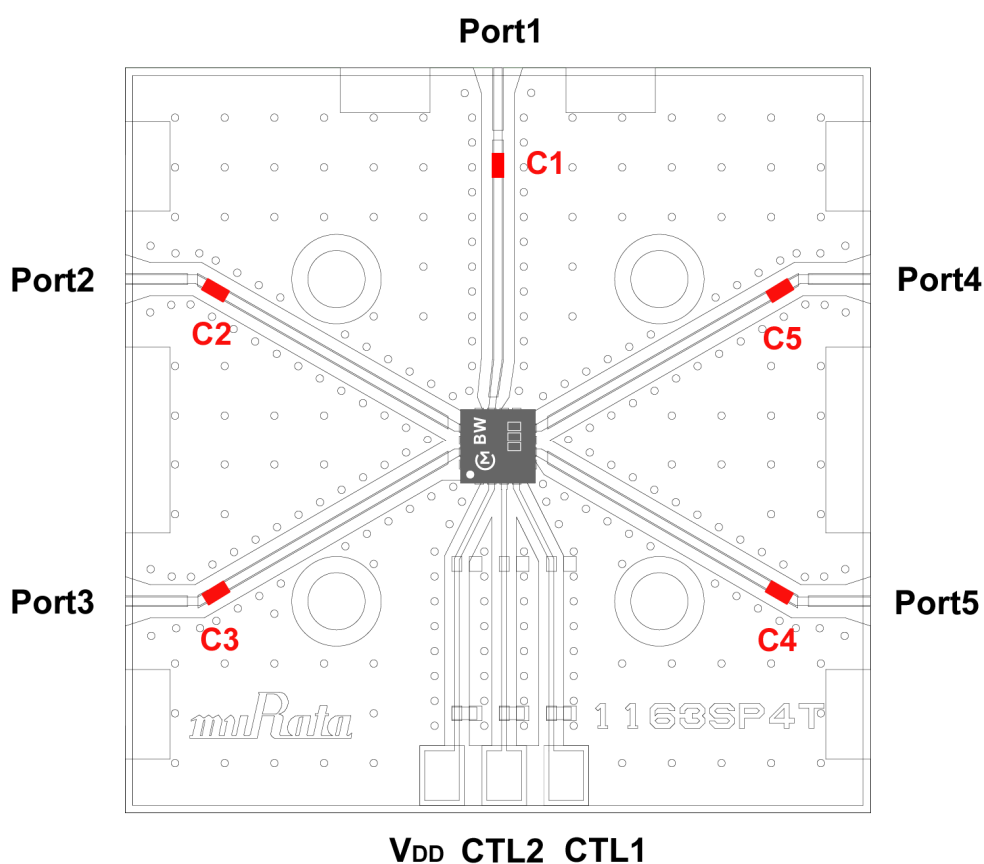 Port1
C1
Port2
Port4
C2
C5
BW
M
Port3
Port5
C3
C4
muRata
1163SP4T
VDD CTL2 CTL1